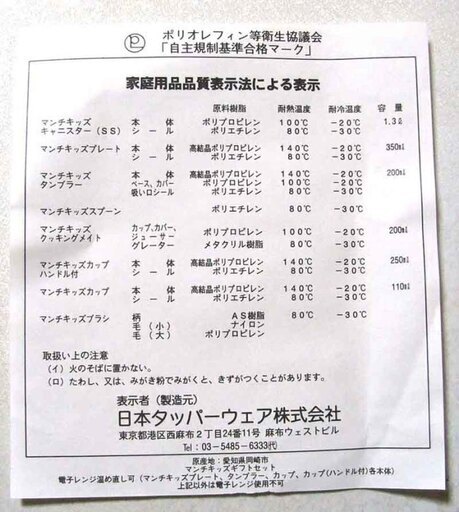 ポリオレフィン等衛生協議会
「自主規制基準合格マーク」
家庭用品品質表示法による表示
原料樹脂 耐熱温度 耐冷温度 容量
マンチキッズ 本体 ポリプロピレン 100℃ −20℃ 1.3ℓ
キャニスター(SS) シール ポリエチレン 80℃ −30℃
マンチキッズプレート 本体 高結晶ポリプロピレン 140℃ −20℃ 350mℓ
シール ポリエチレン 80℃ −30℃
マンチキッズ 本体 高結晶ポリプロピレン 140℃ −20℃ 200mℓ
タンブラー ベース、カバー ポリプロピレン 100℃ −20℃
吸い口シール ポリエチレン 80℃ −30℃
マンチキッズスプーン ポリエチレン 80℃ −30℃
マンチキッズ カップ、カバー、 ポリプロピレン 100℃ −20℃ 200mℓ
クッキングメイト ジューサー
グレーター メタクリル樹脂 80℃ −30℃
マンチキッズカップ 本体 高結晶ポリプロピレン 140℃ −20℃ 250mℓ
ハンドル付 シール ポリエチレン 80℃ −30℃
マンチキッズカップ 本体 高結晶ポリプロピレン 140℃ −20℃ 110mℓ
シール ポリエチレン 80℃ −30℃
マンチキッズブラシ 柄 AS樹脂 80℃ −30℃
毛(小) ナイロン
毛(大) ポリプロピレン
取扱い上の注意
(イ)火のそばに置かない。
(ロ)たわし、又は、みがき粉でみがくと、きずがつくことがあります。
表示者(製造元)
日本タッパーウェア株式会社
東京都港区西麻布2丁目24番11号 麻布ウェストビル
Tel:03-5485-6333㈹
原産地:愛知県岡崎市
マンチキッズギフトセット
電子レンジ温め直し可(マンチキッズプレート、タンブラー、カップ、カップ(ハンドル付)各本体)
上記以外は電子レンジ使用不可